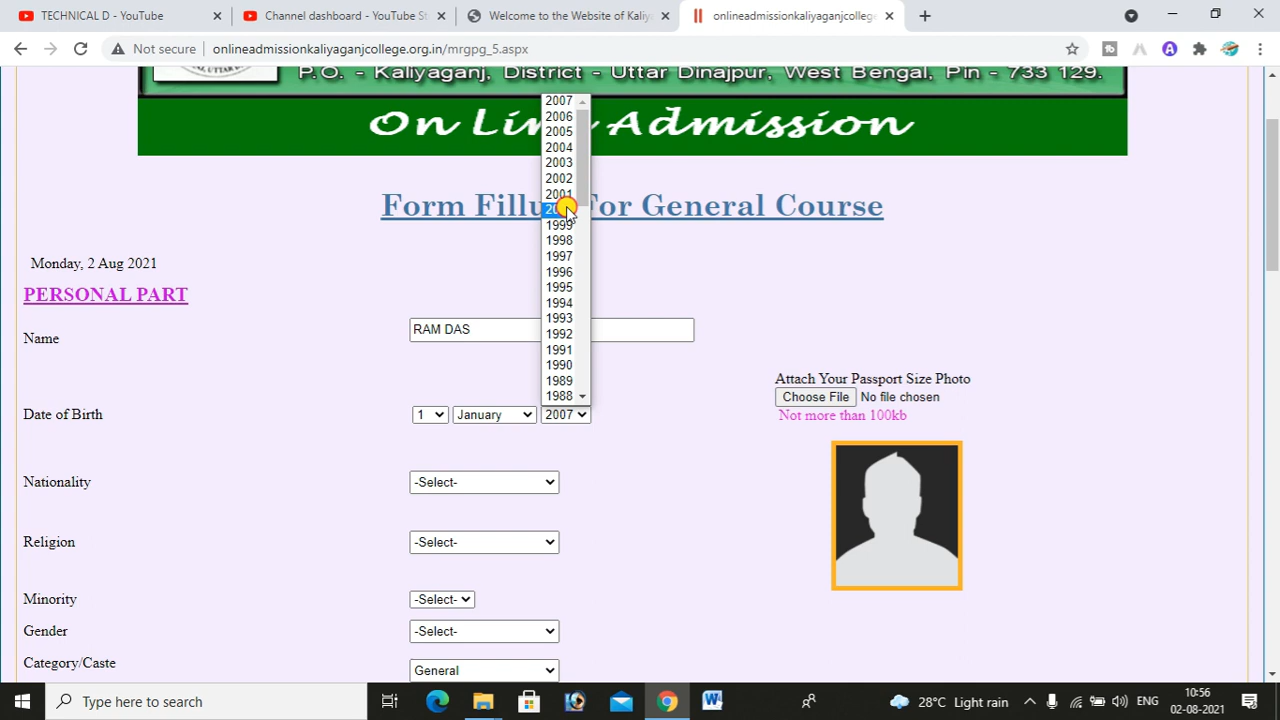 TECHNICAL D - YouTube
Channel dashboard - YouTube St
Welcome to the Website of Kaliy
onlineadmissionkaliyaganjcollege
Not secure
onlineadmissionkaliyaganjcollege.org.in/mrgpg_5.aspx
P.O. - Kaliyaganj, District - Uttar Dinajpur, West Bengal, Pin - 733 129.
On Line Admission
Form Fillup For General Course
Monday, 2 Aug 2021
PERSONAL PART
Name
RAM DAS
2007
2006
2005
2004
2003
2002
2001
1999
1998
1997
1996
1995
1994
1993
1992
1991
1990
1989
1988
Attach Your Passport Size Photo
Choose File No file chosen
Not more than 100kb
Date of Birth
1 January 2007
Nationality
-Select-
Religion
-Select-
Minority
-Select-
Gender
-Select-
Category/Caste
General
Type here to search
28°C Light rain
ENG
10:56
02-08-2021